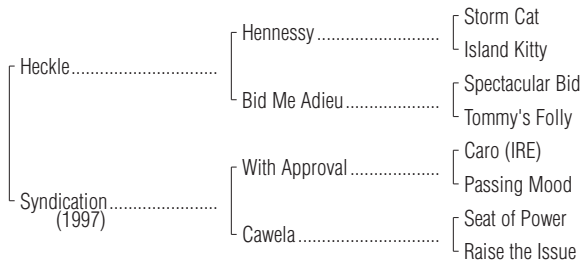 Storm Cat
Hennessy
Island Kitty
Heckle
Spectacular Bid
Bid Me Adieu
Tommy's Folly
Caro (IRE)
With Approval
Passing Mood
Syndication
(1997)
Seat of Power
Cawela
Raise the Issue